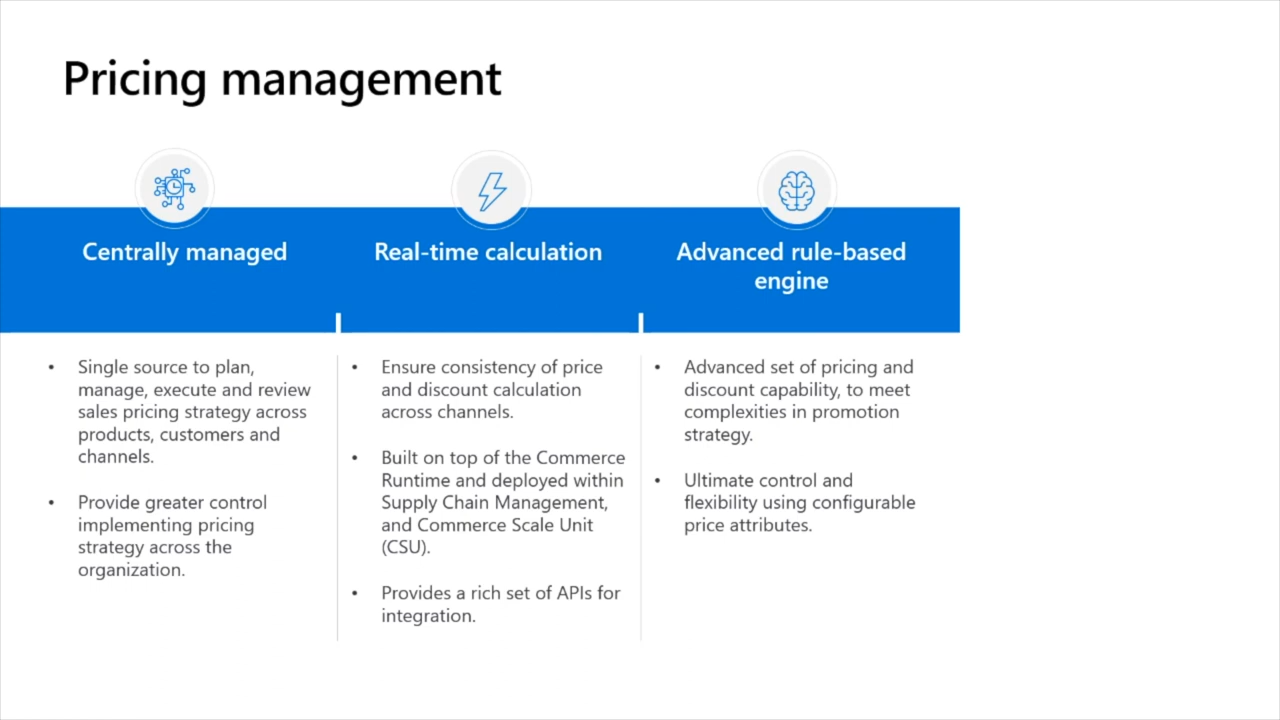 Pricing management
Centrally managed
Real-time calculation
Advanced rule-based
engine
• Single source to plan,
manage, execute and review
sales pricing strategy across
products, customers and
channels.
• Provide greater control
implementing pricing
strategy across the
organization.
• Ensure consistency of price
and discount calculation
across channels.
• Built on top of the Commerce
Runtime and deployed within
Supply Chain Management,
and Commerce Scale Unit
(CSU).
• Provides a rich set of APIs for
integration.
• Advanced set of pricing and
discount capability, to meet
complexities in promotion
strategy.
• Ultimate control and
flexibility using configurable
price attributes.